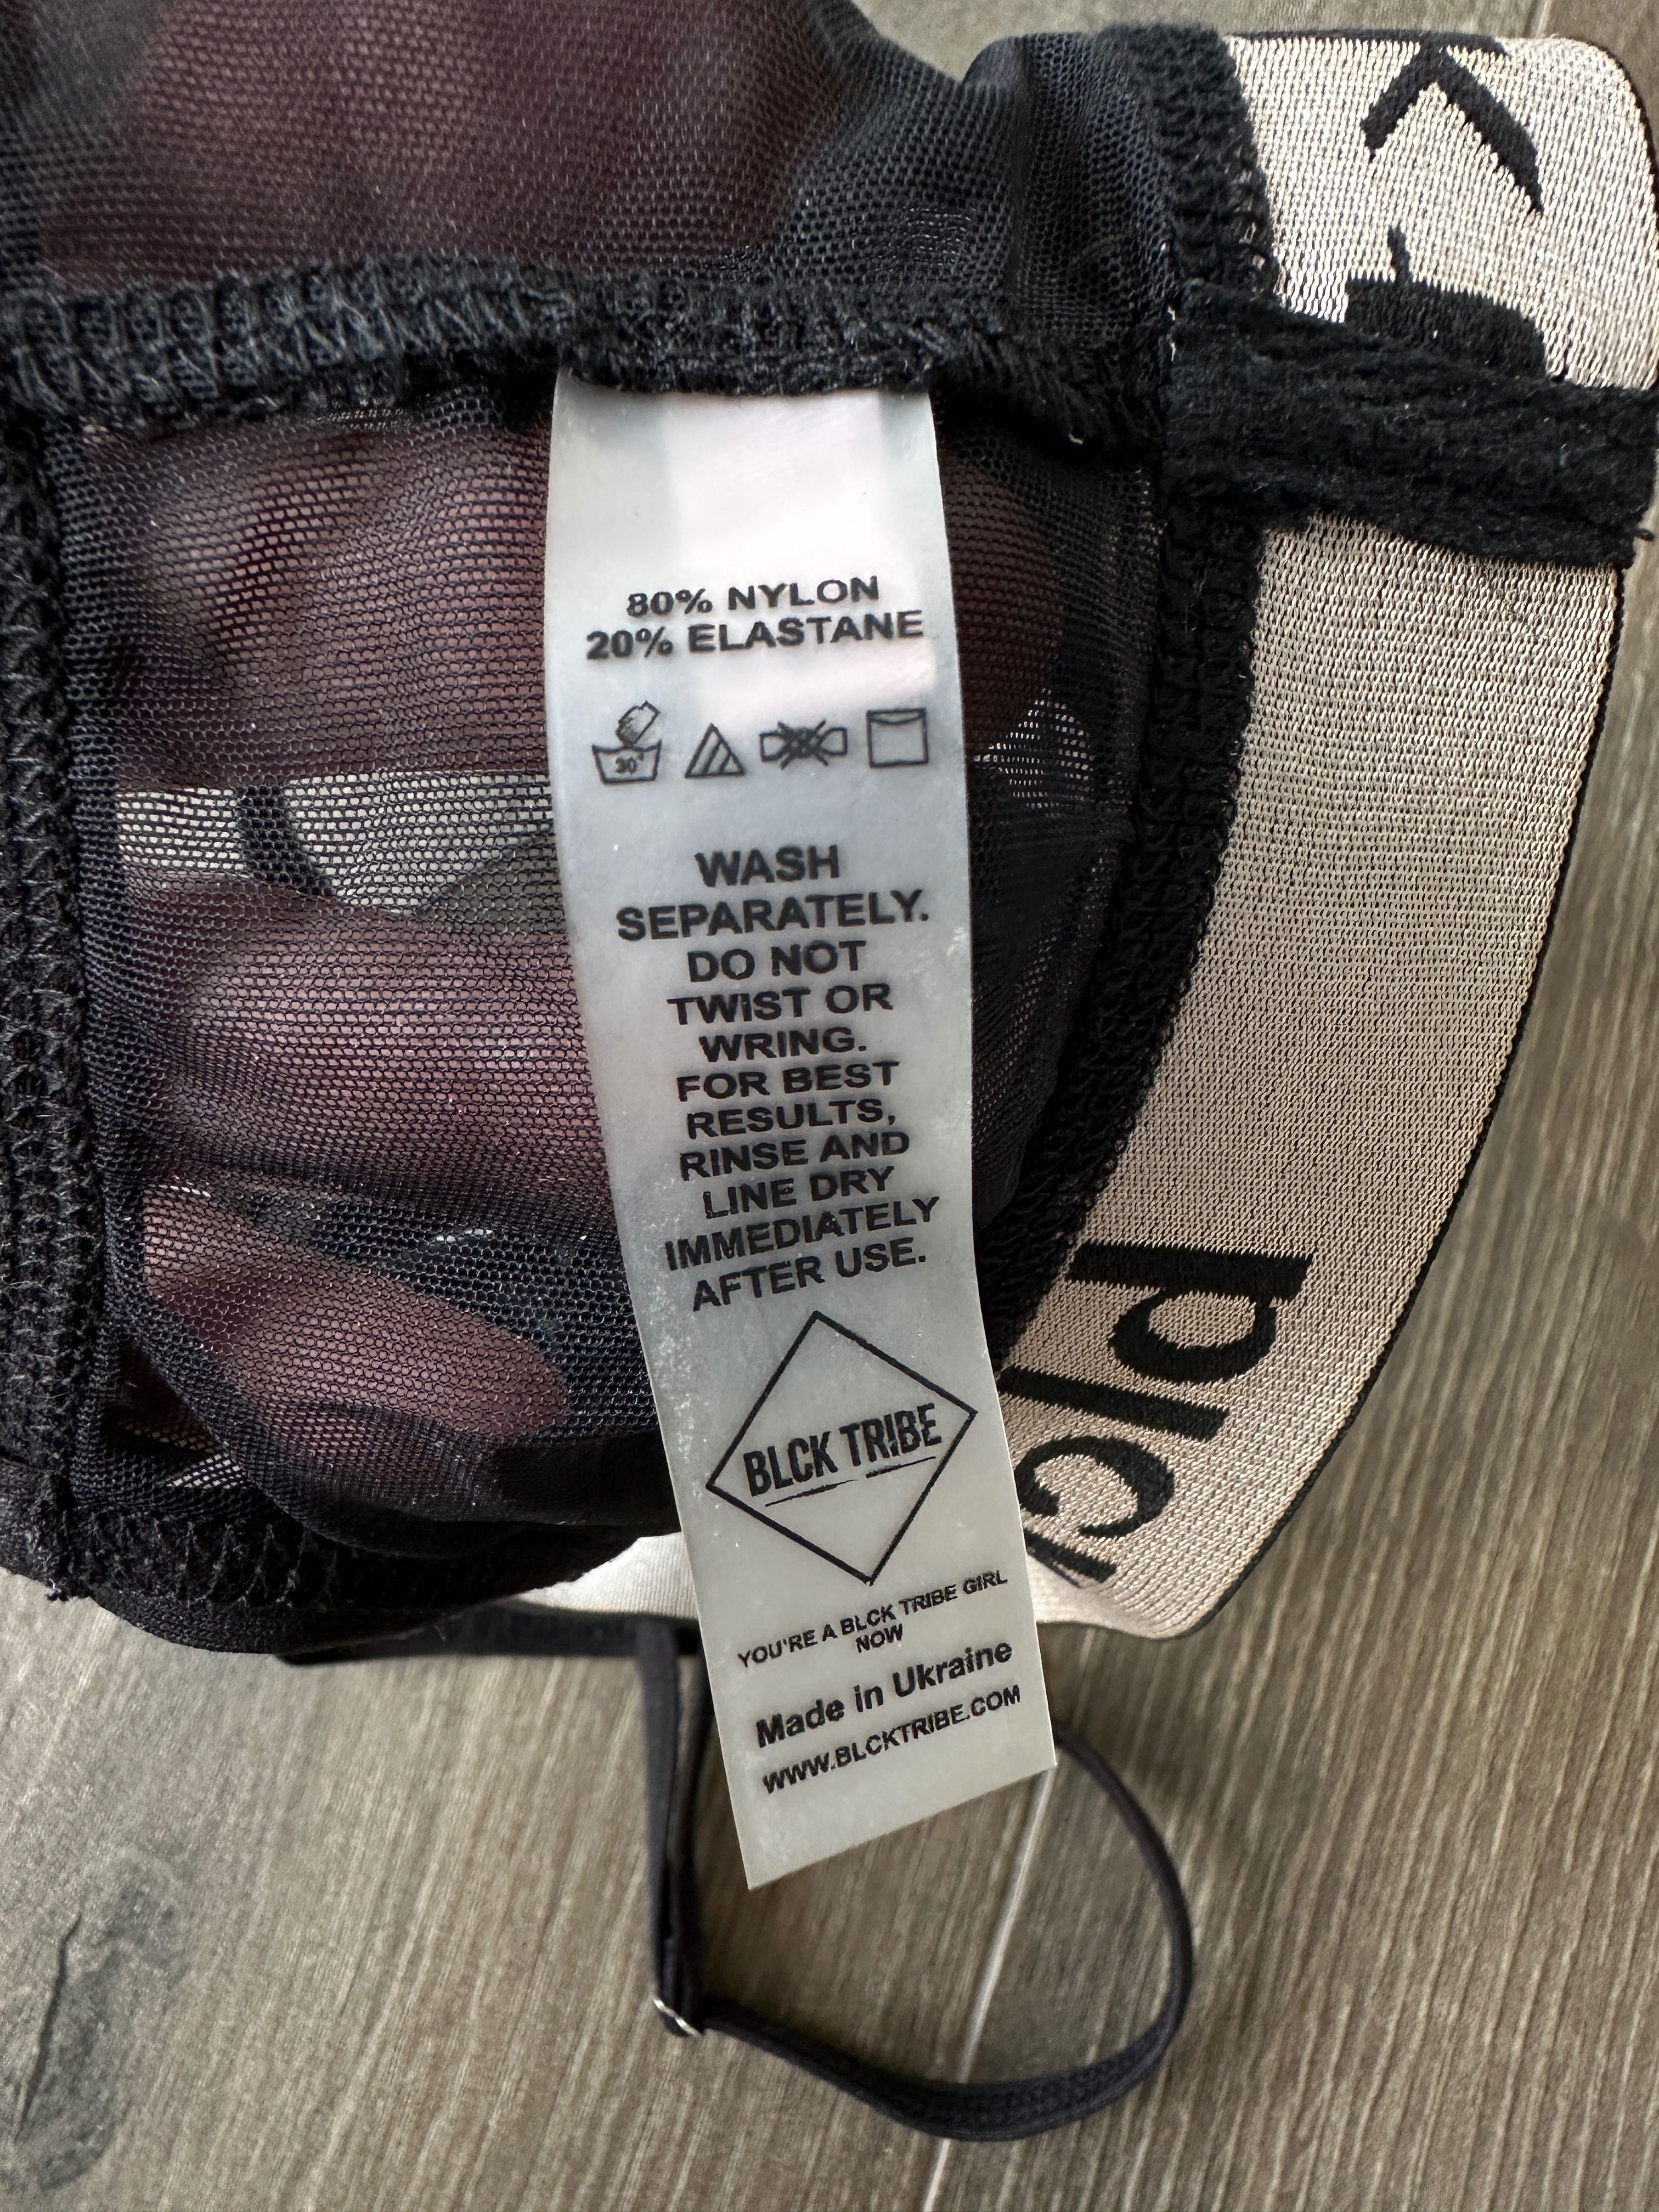 80% NYLON
20% ELASTANE
30°
WASH
SEPARATELY.
DO NOT
TWIST OR
WRING.
FOR BEST
RESULTS,
RINSE AND
LINE DRY
IMMEDIATELY
AFTER USE.
BLCK TRIBE
YOU'RE A BLCK TRIBE GIRL
NOW
Made in Ukraine
WWW.BLCKTRIBE.COM
blc